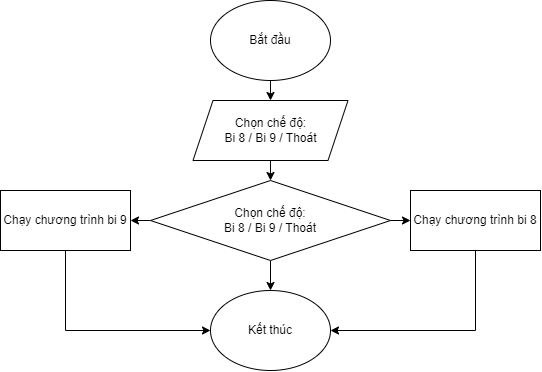 Bắt đầu
Chọn chế độ:
Bi 8 / Bi 9 / Thoát
Chạy chương trình bi 9
Chọn chế độ:
Bi 8 / Bi 9 / Thoát
Chạy chương trình bi 8
Kết thúc